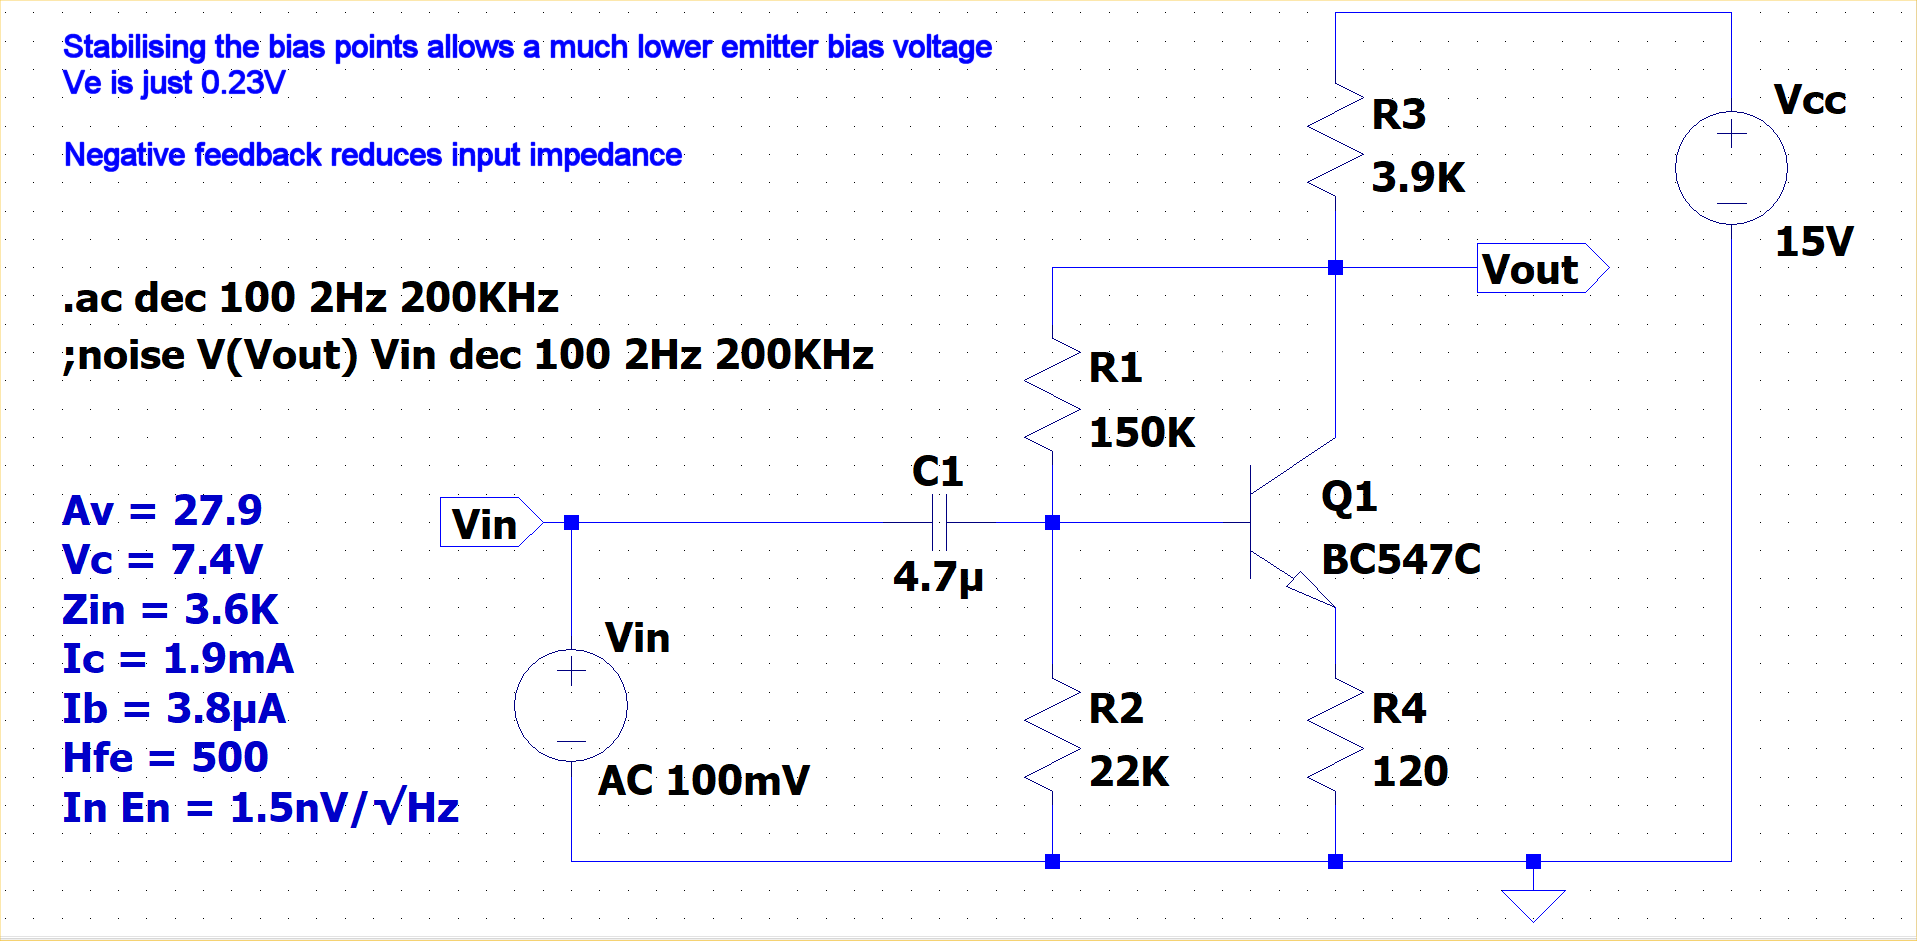 Stabilising the bias points allows a much lower emitter bias voltage
Ve is just 0.23V
Negative feedback reduces input impedance
.ac dec 100 2Hz 200KHz
;noise V(Vout) Vin dec 100 2Hz 200KHz
Av = 27.9
Vc = 7.4V
Zin = 3.6K
Ic = 1.9mA
Ib = 3.8µA
Hfe = 500
In En = 1.5nV/√Hz
Vin
Vin
AC 100mV
C1
4.7µ
R1
150K
R2
22K
R3
3.9K
Vout
Q1
BC547C
R4
120
Vcc
15V